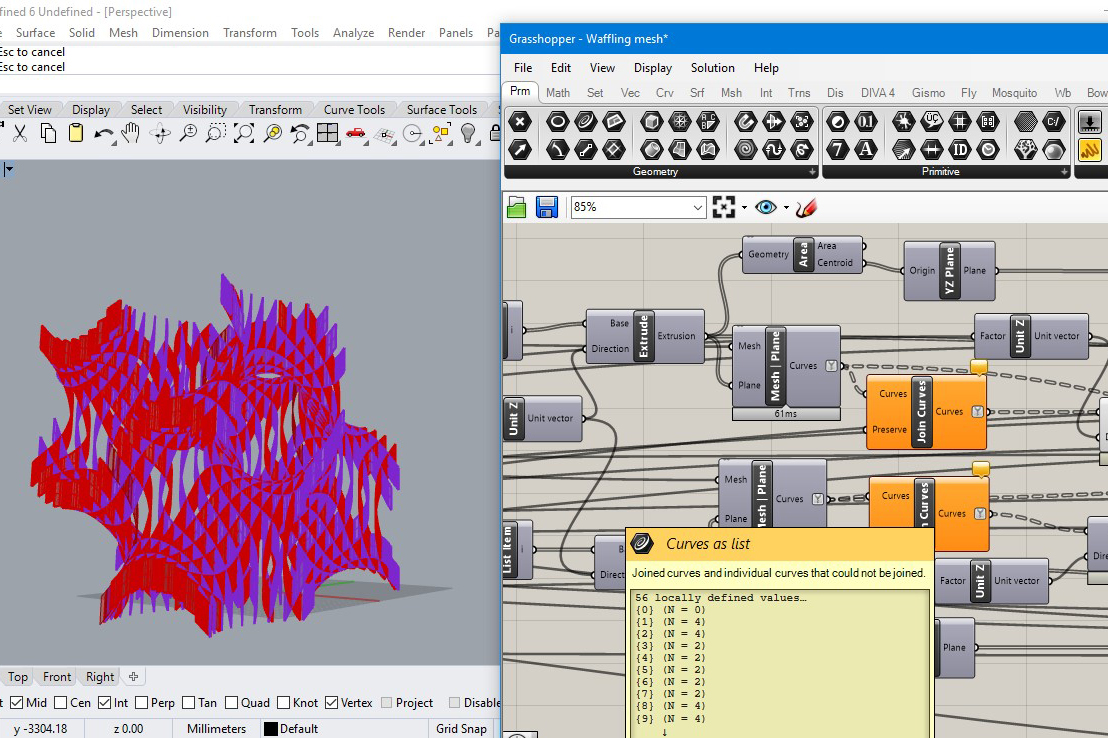 fined 6 Undefined - [Perspective]
e Surface Solid Mesh Dimension Transform Tools Analyze Render Panels Pa
Esc to cancel
Esc to cancel
Set View Display Select Visibility Transform Curve Tools Surface Tools
Grasshopper - Waffling mesh*
File Edit View Display Solution Help
Prm Math Set Vec Crv Srf Msh Int Trns Dis DIVA 4 Gismo Fly Mosquito Wb Bow
Geometry
Primitive
85%
Geometry Area Area
Centroid
Origin YZ Plane Plane
i
Base
Direction
Extrude
Extrusion
Mesh
Plane
Mesh | Plane
Curves Y
61ms
Factor Unit Z Unit vector
Unit Z Unit vector
Curves
Preserve
Join Curves
Curves Y
Mesh
Plane
Mesh | Plane
Curves Y
Curves
n Curves
Curves Y
List Item
i
B
Direct
Factor Unit Z Unit vector
Dire
Plane
Curves as list
Joined curves and individual curves that could not be joined.
56 locally defined values…
{0} (N = 0)
{1} (N = 4)
{2} (N = 4)
{3} (N = 2)
{4} (N = 2)
{5} (N = 2)
{6} (N = 2)
{7} (N = 2)
{8} (N = 4)
{9} (N = 4)
↓
Top Front Right
t Mid Cen Int Perp Tan Quad Knot Vertex Project Disable
y -3304.18 z 0.00 Millimeters Default Grid Snap